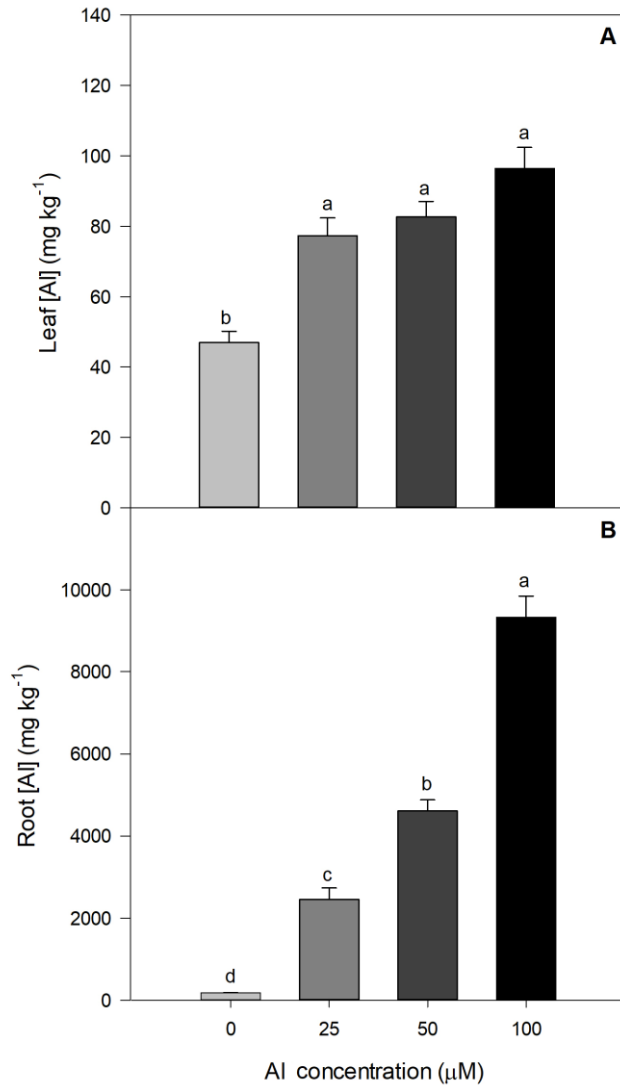 140
A
120
100
80
60
40
20
0
Leaf [Al] (mg kg⁻¹)
b
a
a
a
B
10000
8000
6000
4000
2000
0
Root [Al] (mg kg⁻¹)
d
c
b
a
0 25 50 100
Al concentration (μM)